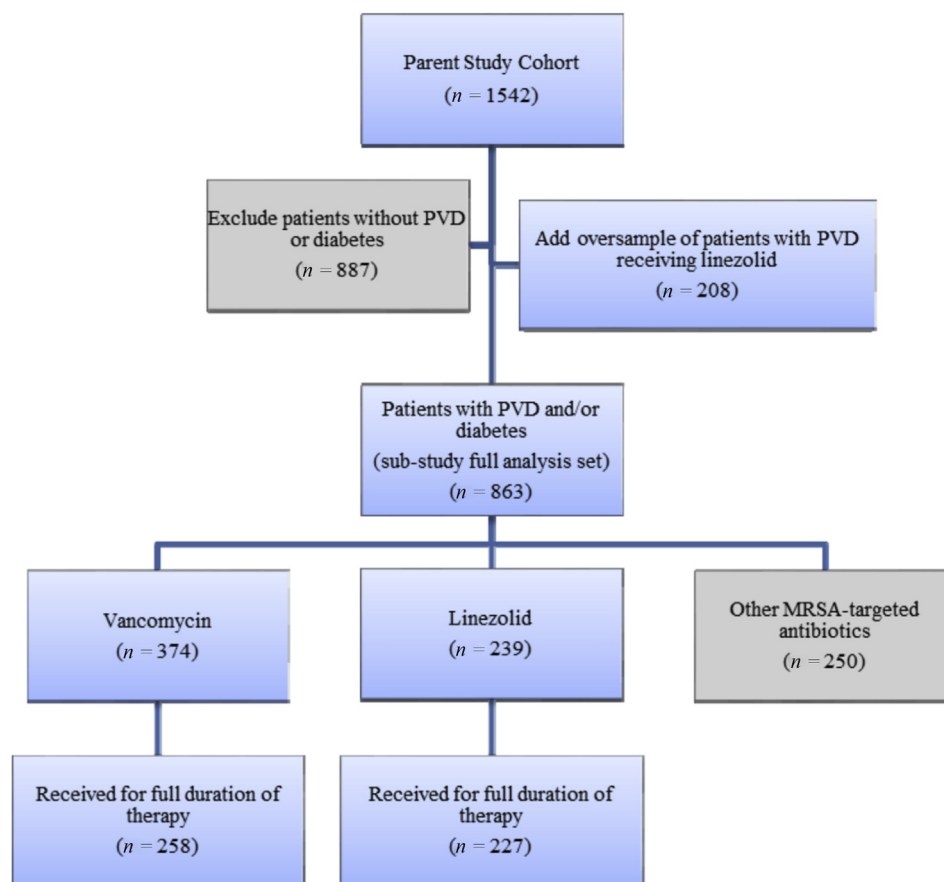 Parent Study Cohort
(n = 1542)
Exclude patients without PVD
or diabetes
(n = 887)
Add oversample of patients with PVD
receiving linezolid
(n = 208)
Patients with PVD and/or
diabetes
(sub-study full analysis set)
(n = 863)
Vancomycin
(n = 374)
Linezolid
(n = 239)
Other MRSA-targeted
antibiotics
(n = 250)
Received for full duration of
therapy
(n = 258)
Received for full duration of
therapy
(n = 227)